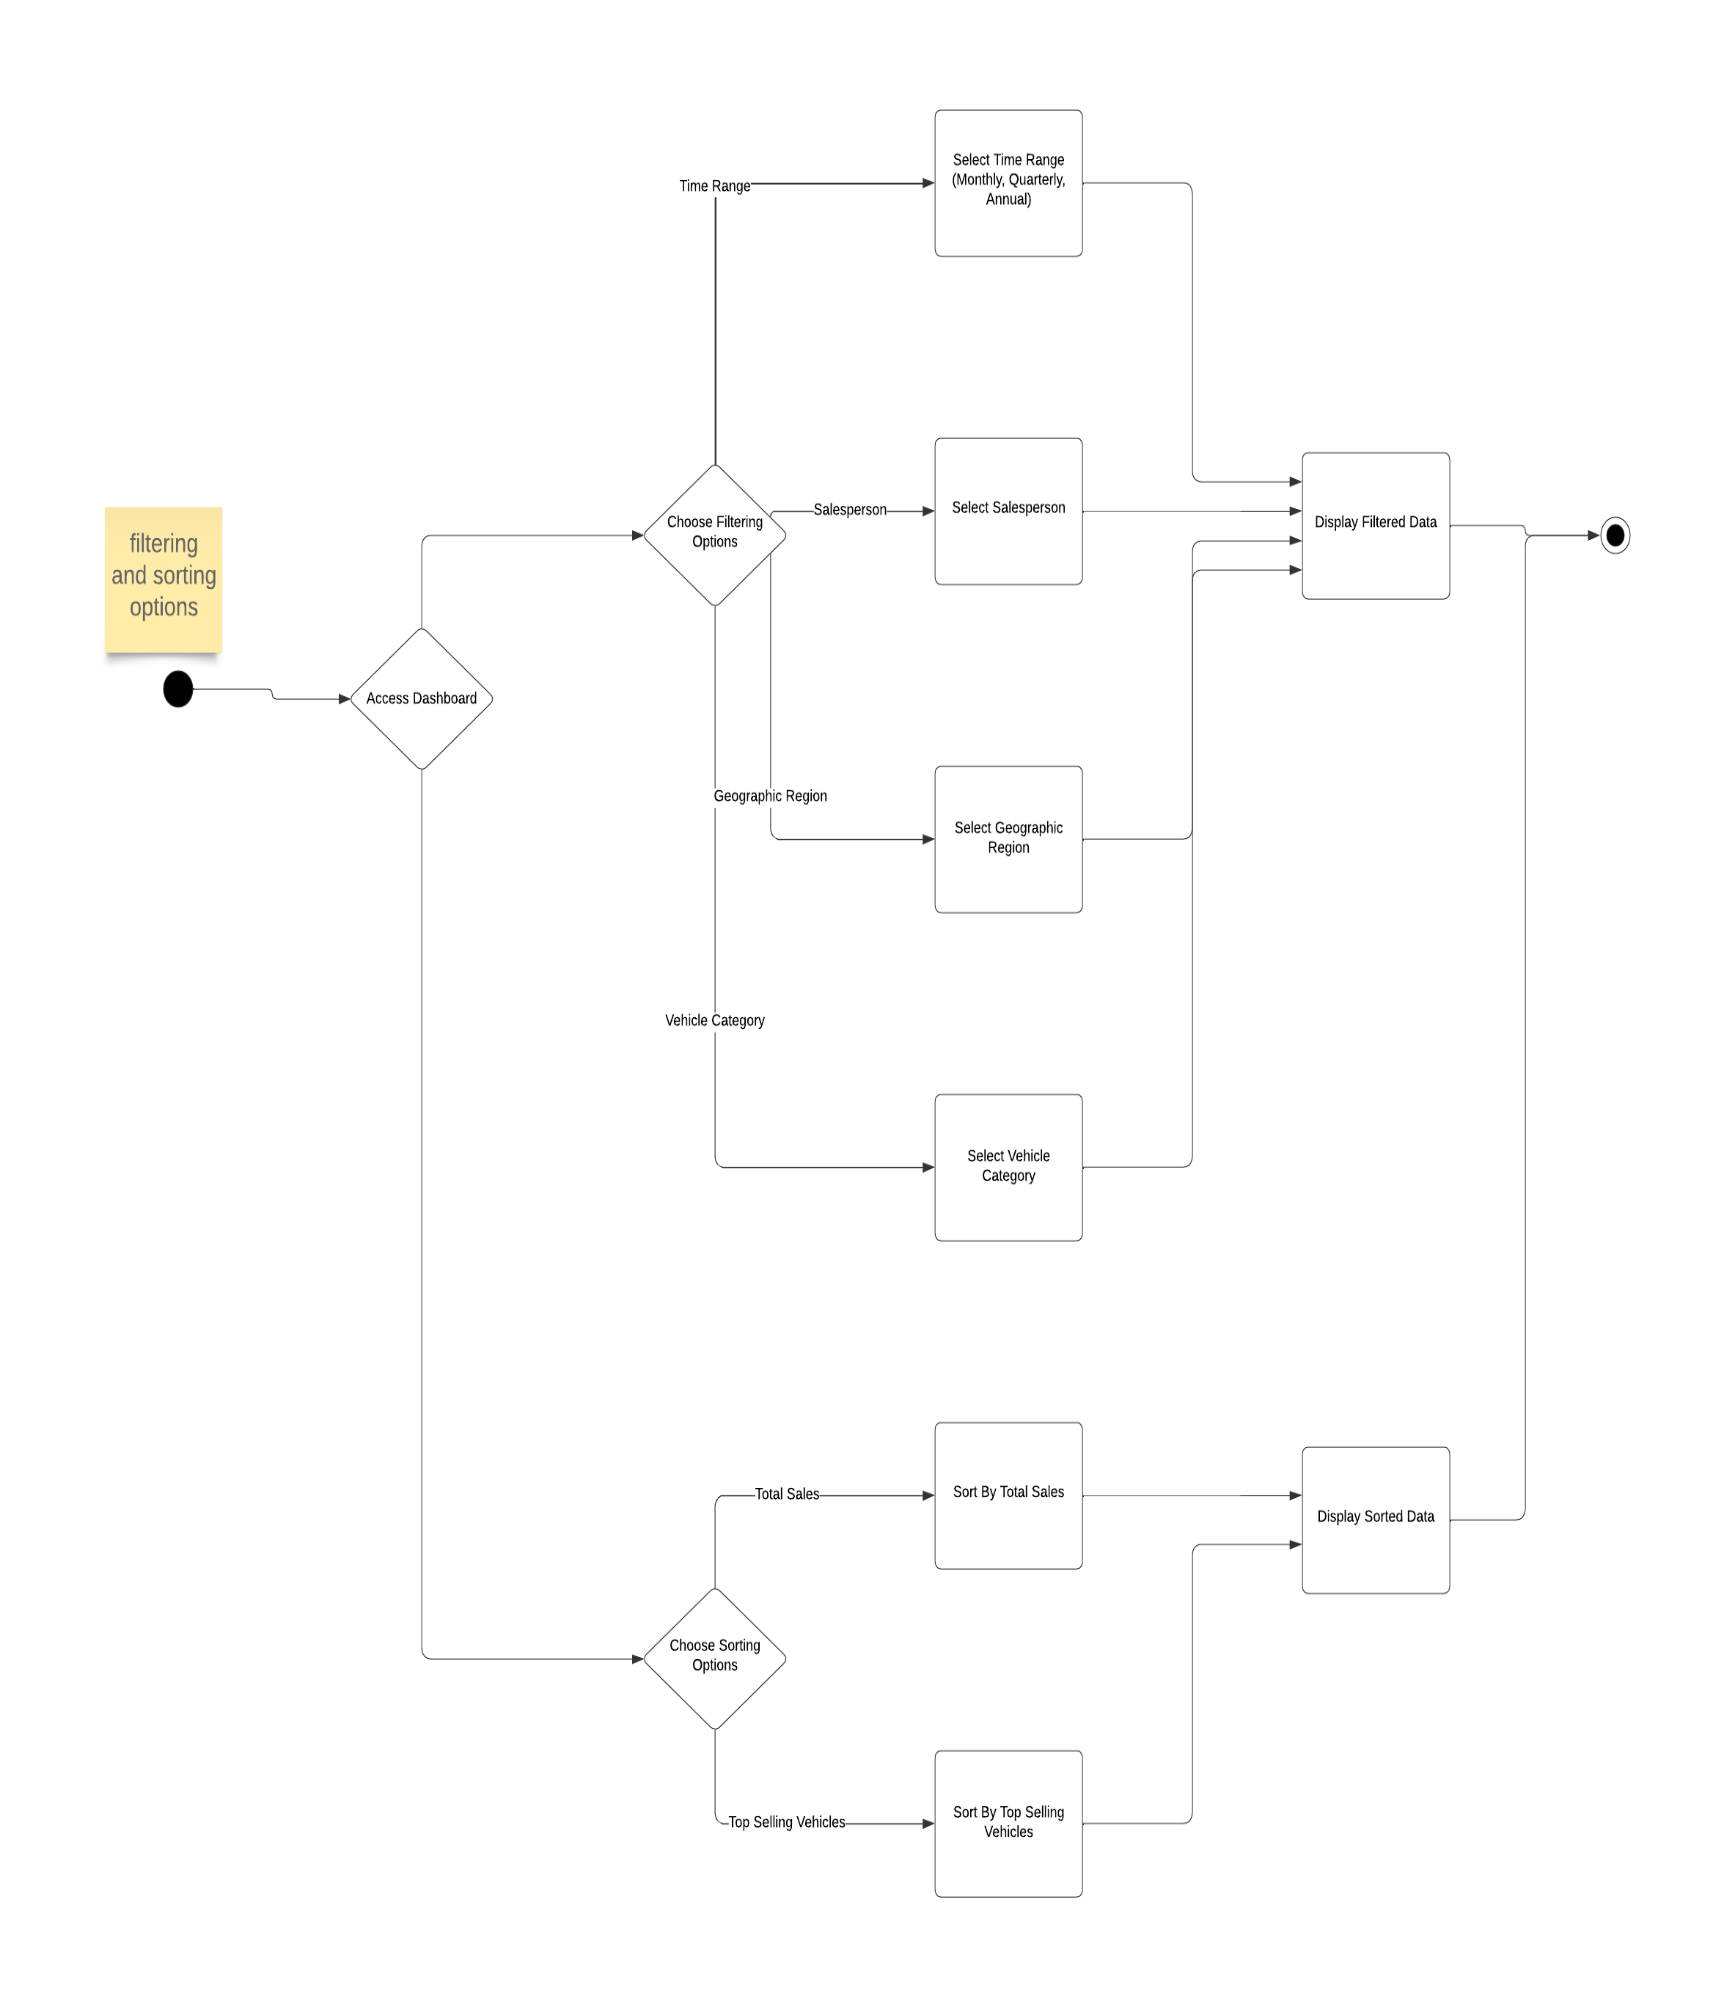 filtering
and sorting
options
Access Dashboard
Choose Filtering
Options
Time Range
Salesperson
Geographic Region
Vehicle Category
Select Time Range
(Monthly, Quarterly,
Annual)
Select Salesperson
Select Geographic
Region
Select Vehicle
Category
Display Filtered Data
Choose Sorting
Options
Total Sales
Top Selling Vehicles
Sort By Total Sales
Sort By Top Selling
Vehicles
Display Sorted Data